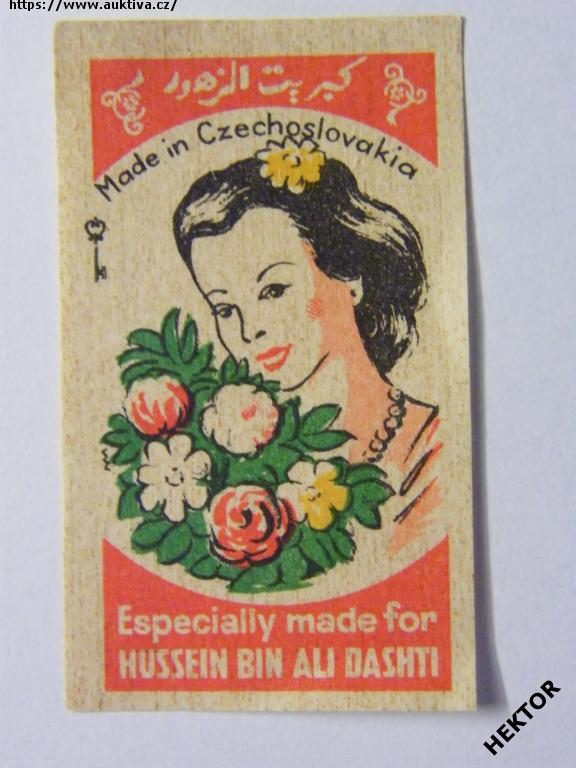 https://www.auktiva.cz/
كبريت الزهور
Made in Czechoslovakia
Especially made for
HUSSEIN BIN ALI DASHTI
HEKTOR